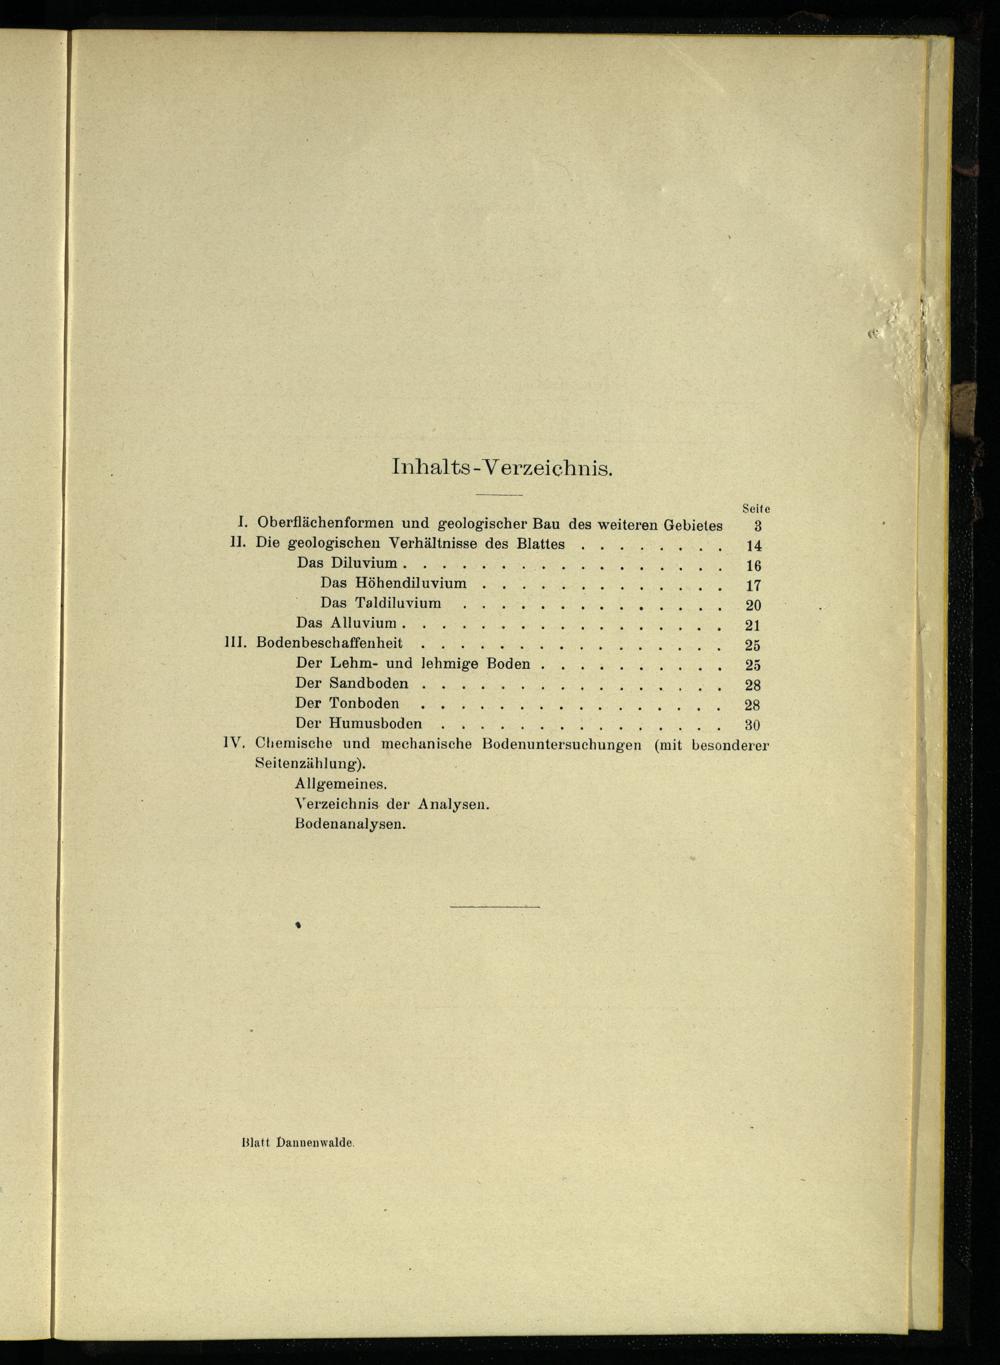 Inhalts-Verzeichnis.
Seite
I. Oberflächenformen und geologischer Bau des weiteren Gebietes 3
II. Die geologischen Verhältnisse des Blattes . . . . . . . . 14
Das Diluvium . . . . . . . . . . . . . . . . . 16
Das Höhendiluvium . . . . . . . . . . . . . 17
Das Taldiluvium . . . . . . . . . . . . . . 20
Das Alluvium . . . . . . . . . . . . . . . . . 21
III. Bodenbeschaffenheit . . . . . . . . . . . . . . . . 25
Der Lehm- und lehmige Boden . . . . . . . . . . 25
Der Sandboden . . . . . . . . . . . . . . . . 28
Der Tonboden . . . . . . . . . . . . . . . . 28
Der Humusboden . . . . . . . . . . . . . . . 30
IV. Chemische und mechanische Bodenuntersuchungen (mit besonderer
Seitenzählung).
Allgemeines.
Verzeichnis der Analysen.
Bodenanalysen.
Blatt Dannenwalde.